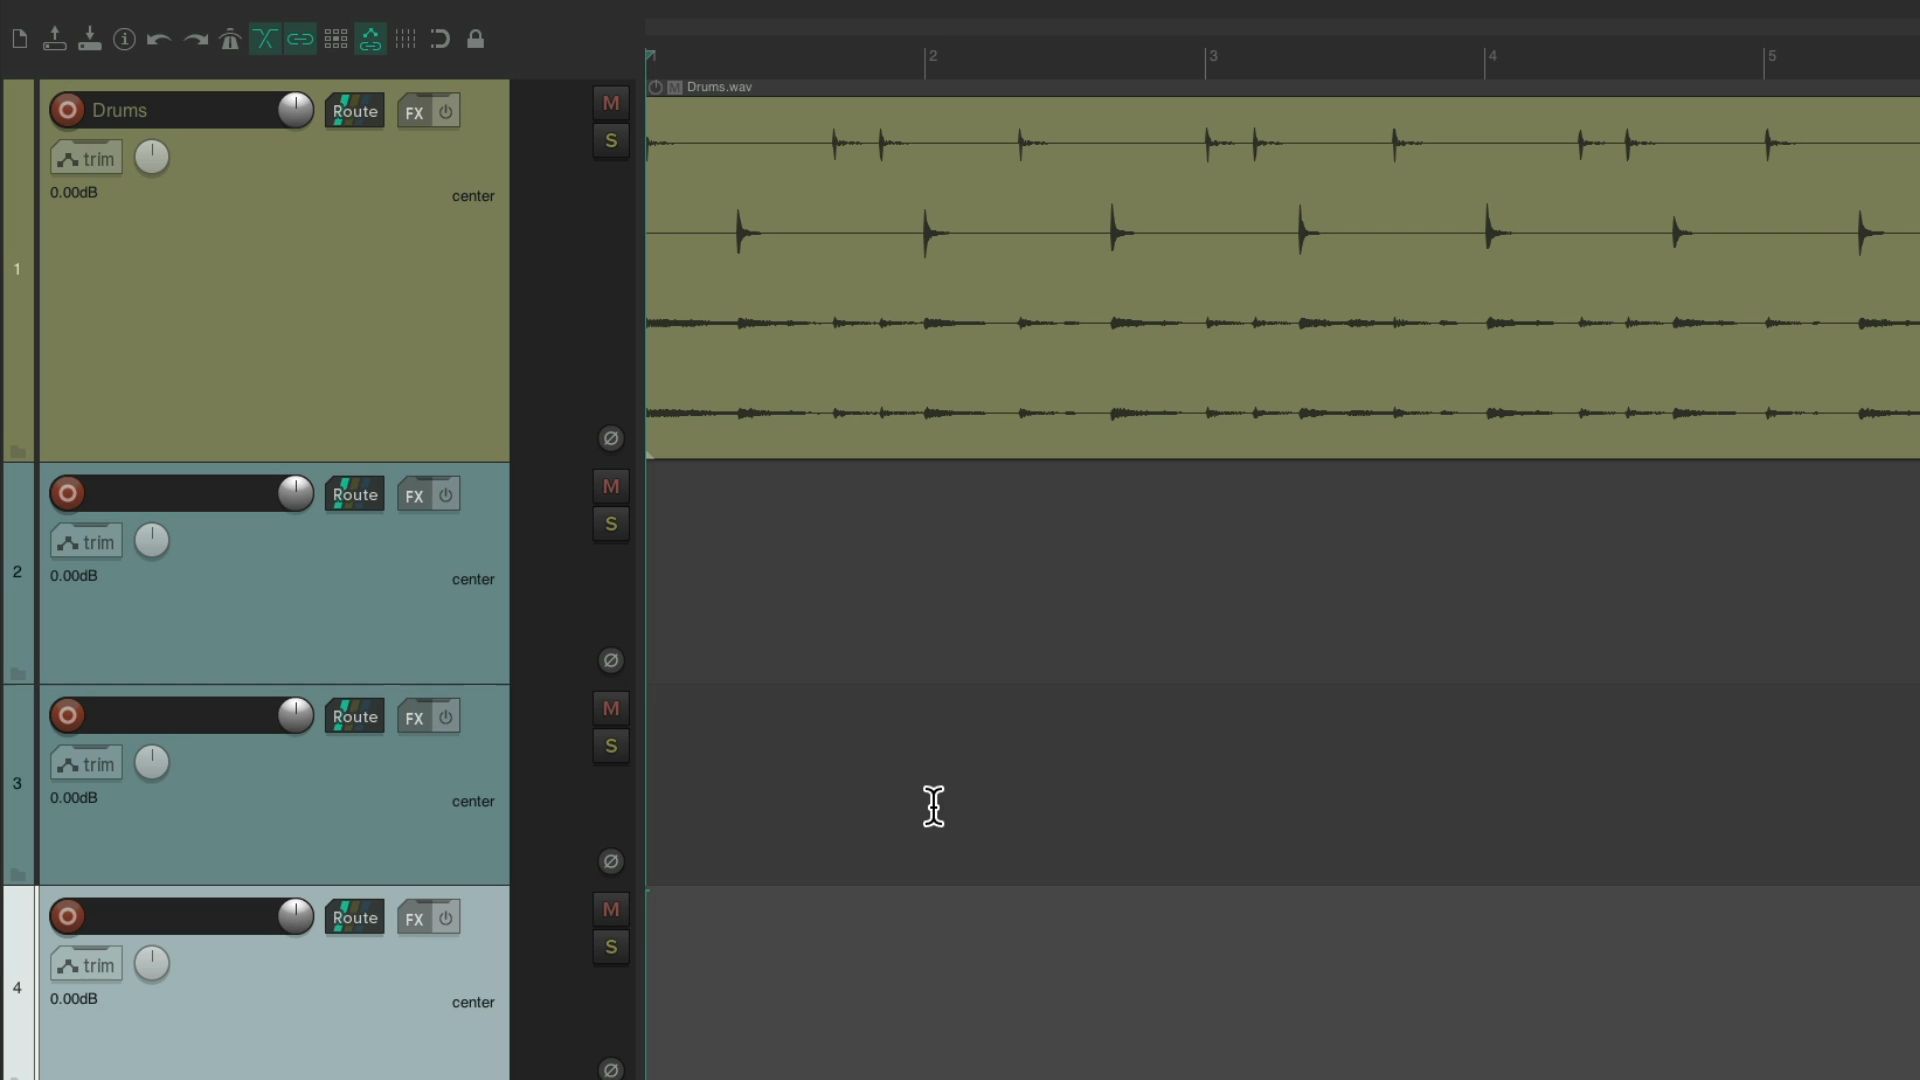 1 2 3 4 5
M Drums.wav
1
Drums Route FX M
trim S
0.00dB center
2
Route FX M
trim S
0.00dB center
3
Route FX M
trim S
0.00dB center
4
Route FX M
trim S
0.00dB center